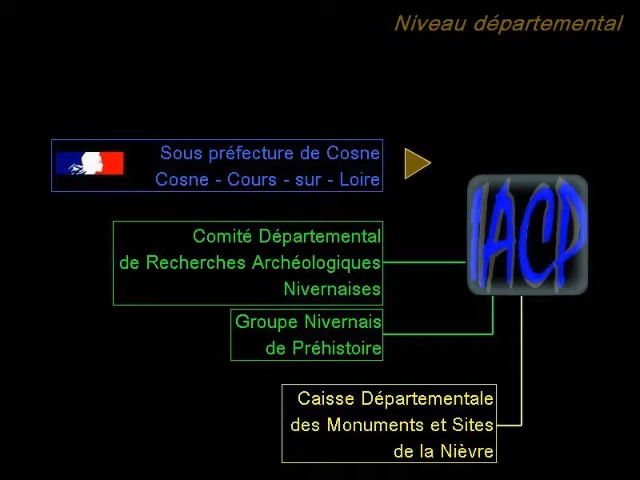 Niveau départemental
Sous préfecture de Cosne
Cosne - Cours - sur - Loire
IACP
Comité Départemental
de Recherches Archéologiques
Nivernaises
Groupe Nivernais
de Préhistoire
Caisse Départementale
des Monuments et Sites
de la Nièvre